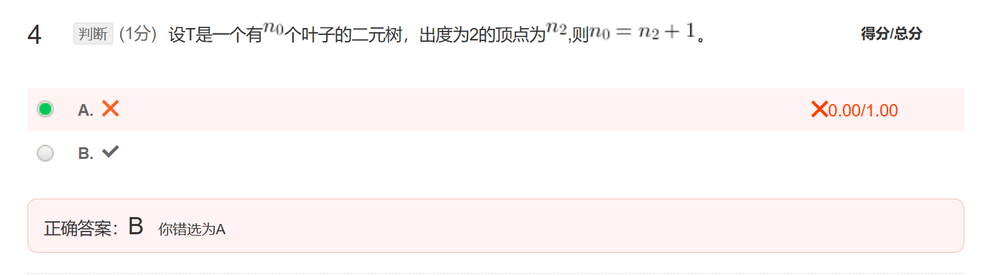 4 判断 (1分) 设T是一个有n₀个叶子的二元树，出度为2的顶点为n₂,则n₀ = n₂ + 1。 得分/总分
A. ✕ ✕0.00/1.00
B. ✓
正确答案：B 你错选为A